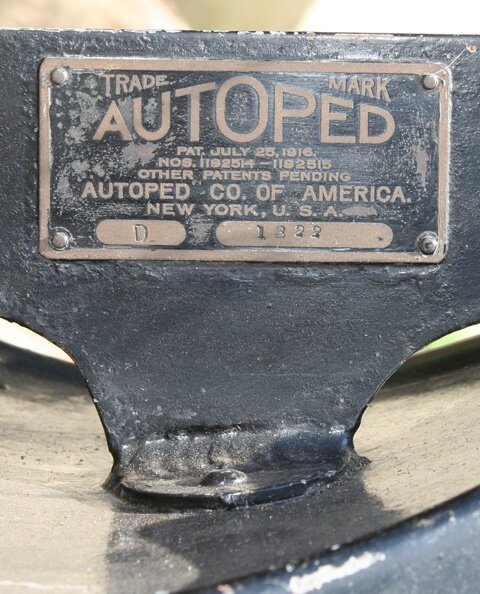 TRADE MARK
AUTOPED
PAT. JULY 25, 1916.
NOS. 1192514 – 1192515
OTHER PATENTS PENDING
AUTOPED CO. OF AMERICA.
NEW YORK, U. S. A.
D 1322